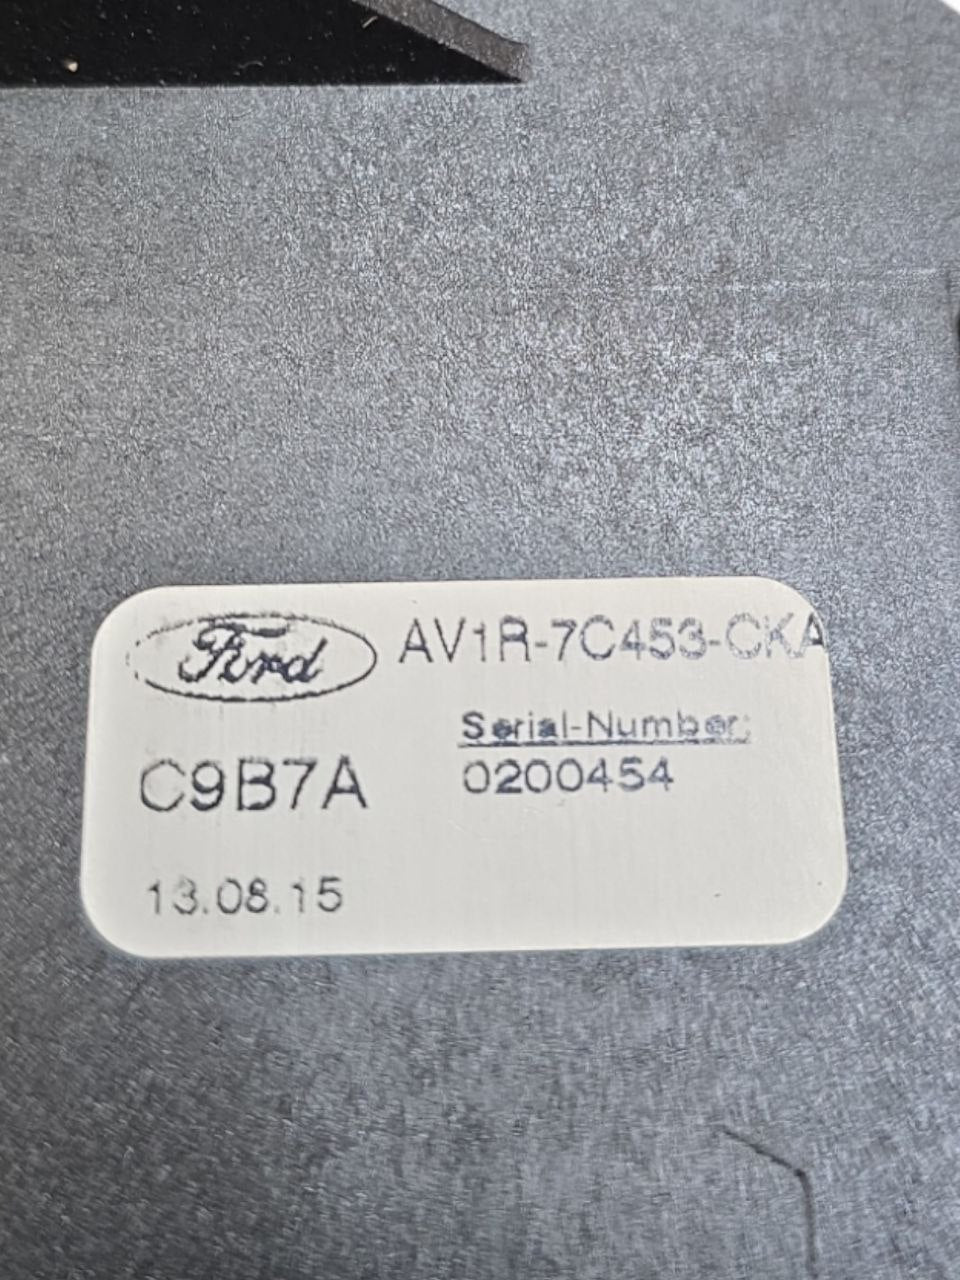 Ford AV1R-7C453-CKA
Serial-Number:
C9B7A 0200454
13.08.15